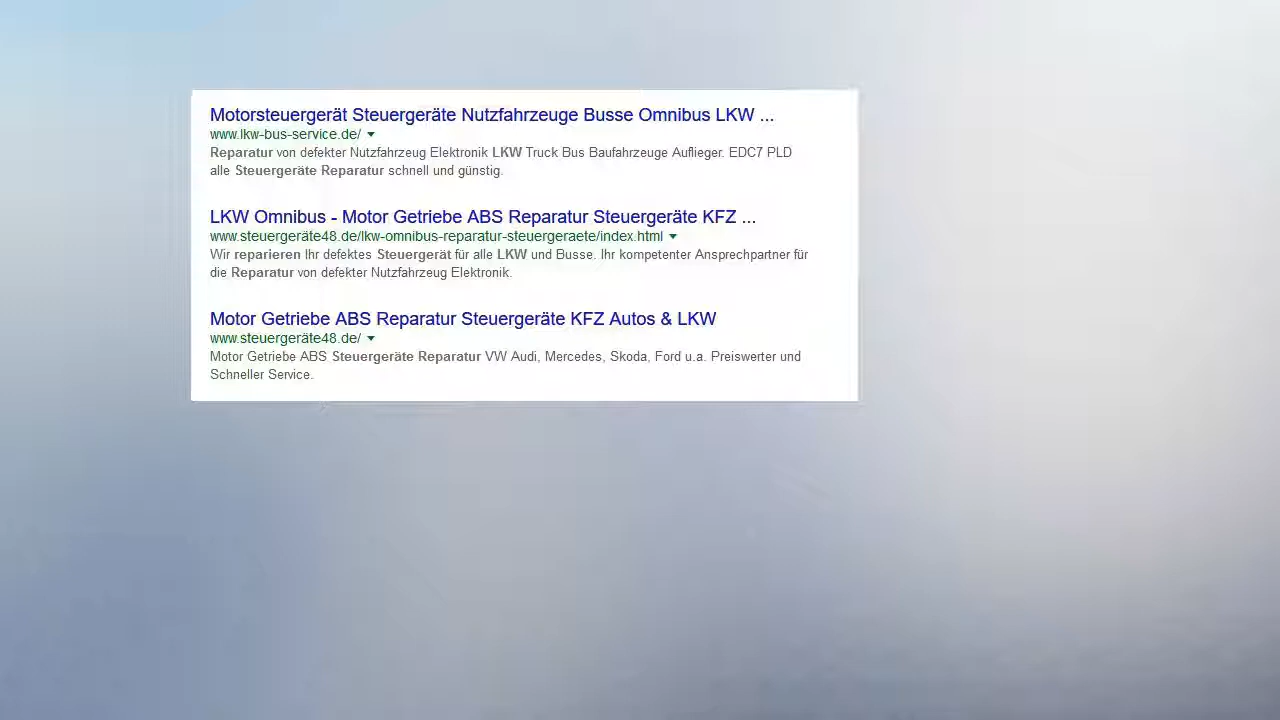 Motorsteuergerät Steuergeräte Nutzfahrzeuge Busse Omnibus LKW ...
www.lkw-bus-service.de/
Reparatur von defekter Nutzfahrzeug Elektronik LKW Truck Bus Baufahrzeuge Auflieger. EDC7 PLD
alle Steuergeräte Reparatur schnell und günstig.
LKW Omnibus - Motor Getriebe ABS Reparatur Steuergeräte KFZ ...
www.steuergeräte48.de/lkw-omnibus-reparatur-steuergeraete/index.html
Wir reparieren Ihr defektes Steuergerät für alle LKW und Busse. Ihr kompetenter Ansprechpartner für
die Reparatur von defekter Nutzfahrzeug Elektronik.
Motor Getriebe ABS Reparatur Steuergeräte KFZ Autos & LKW
www.steuergeräte48.de/
Motor Getriebe ABS Steuergeräte Reparatur VW Audi, Mercedes, Skoda, Ford u.a. Preiswerter und
Schneller Service.